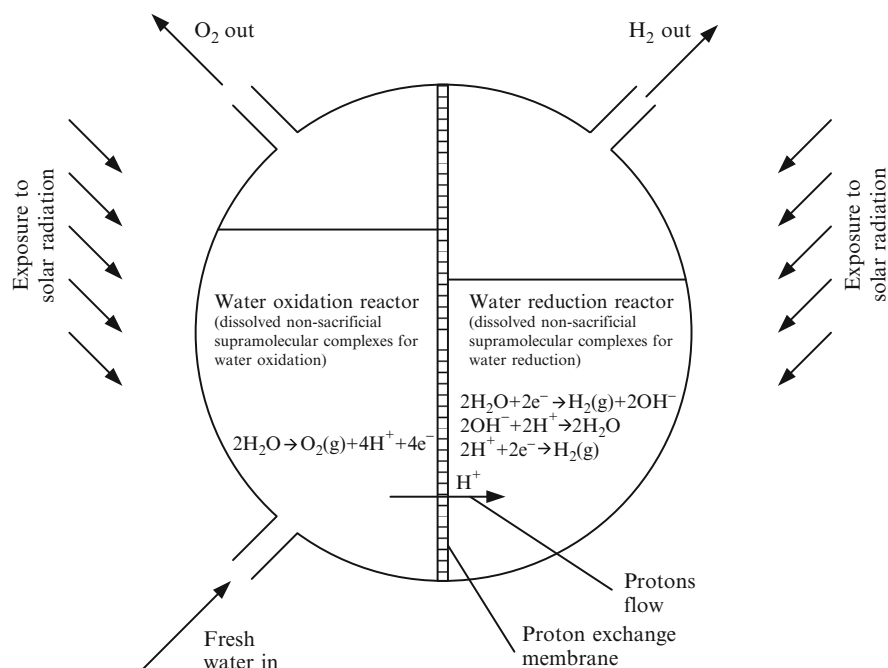 O₂ out
H₂ out
Exposure to
solar radiation
Exposure to
solar radiation
Water oxidation reactor
(dissolved non-sacrificial
supramolecular complexes for
water oxidation)
2H₂O→O₂(g)+4H⁺+4e⁻
Water reduction reactor
(dissolved non-sacrificial
supramolecular complexes for
water reduction)
2H₂O+2e⁻→H₂(g)+2OH⁻
2OH⁻+2H⁺→2H₂O
2H⁺+2e⁻→H₂(g)
H⁺
Protons
flow
Proton exchange
membrane
Fresh
water in